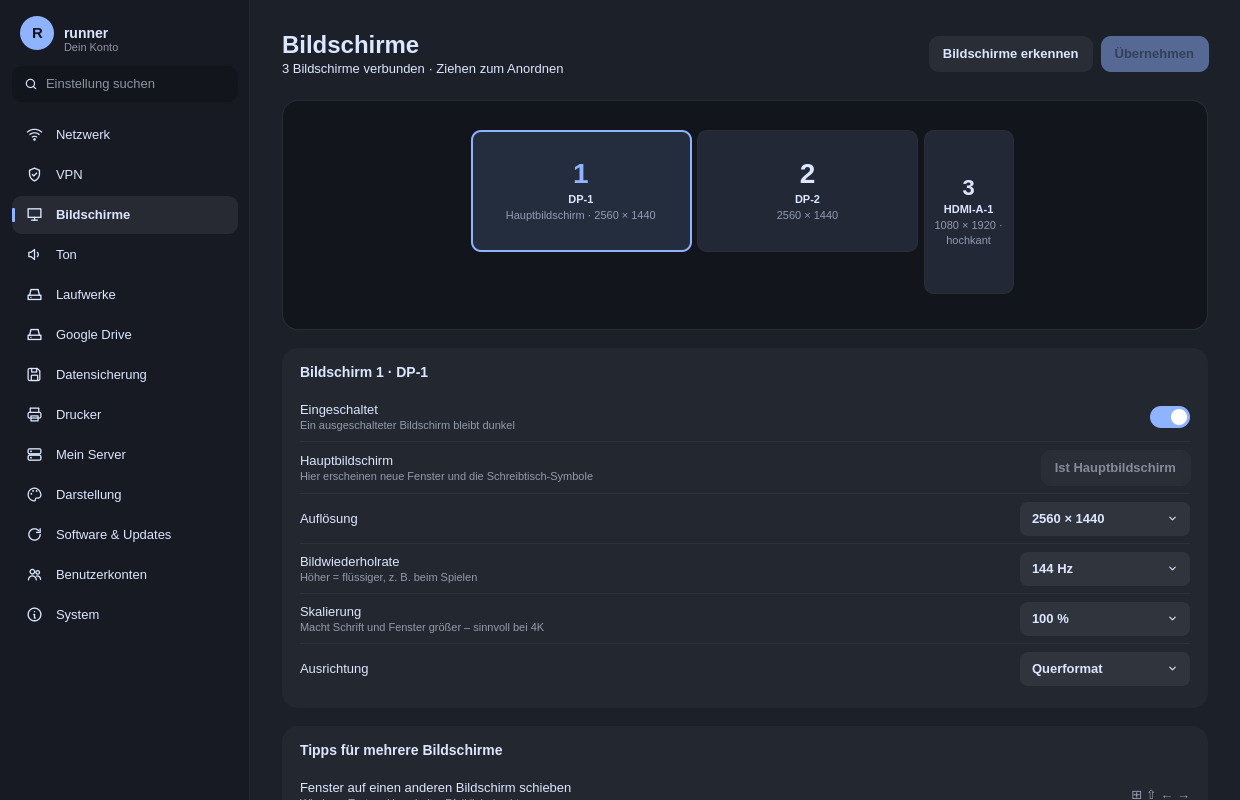 R
runner
Dein Konto
Einstellung suchen
Netzwerk
VPN
Bildschirme
Ton
Laufwerke
Google Drive
Datensicherung
Drucker
Mein Server
Darstellung
Software & Updates
Benutzerkonten
System
Bildschirme
3 Bildschirme verbunden · Ziehen zum Anordnen
Bildschirme erkennen
Übernehmen
1
DP-1
Hauptbildschirm · 2560 × 1440
2
DP-2
2560 × 1440
3
HDMI-A-1
1080 × 1920 ·
hochkant
Bildschirm 1 · DP-1
Eingeschaltet
Ein ausgeschalteter Bildschirm bleibt dunkel
Hauptbildschirm
Hier erscheinen neue Fenster und die Schreibtisch-Symbole
Ist Hauptbildschirm
Auflösung
2560 × 1440
Bildwiederholrate
Höher = flüssiger, z. B. beim Spielen
144 Hz
Skalierung
Macht Schrift und Fenster größer – sinnvoll bei 4K
100 %
Ausrichtung
Querformat
Tipps für mehrere Bildschirme
Fenster auf einen anderen Bildschirm schieben
⊞ ⇧ ← →